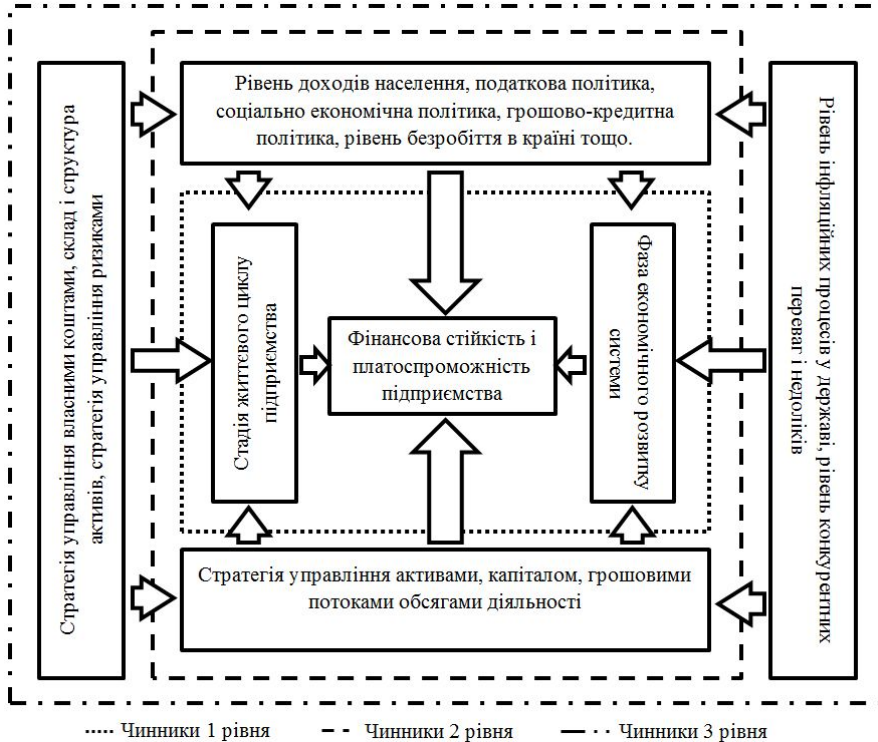 Рівень доходів населення, податкова політика,
соціально економічна політика, грошово-кредитна
політика, рівень безробіття в країні тощо.
Стратегія управління власними коштами, склад і структура
активів, стратегія управління ризиками
Стадія життєвого циклу
підприємства
Фінансова стійкість і
платоспроможність
підприємства
Фаза економічного розвитку
системи
Рівень інфляційних процесів у державі, рівень конкурентних
переваг і недоліків
Стратегія управління активами, капіталом, грошовими
потоками обсягами діяльності
Чинники 1 рівня
Чинники 2 рівня
Чинники 3 рівня